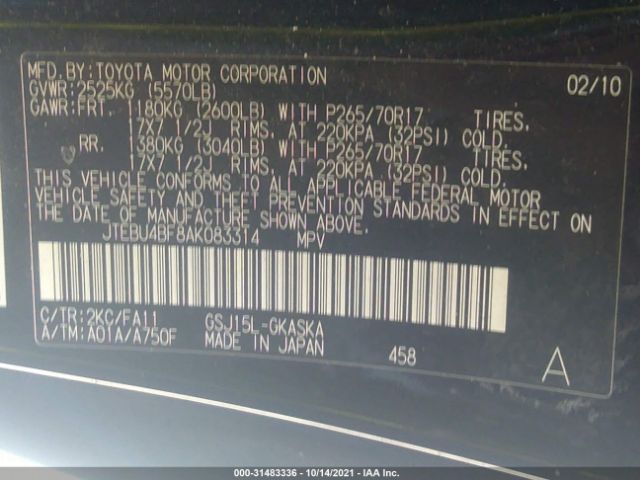 MFD.BY:TOYOTA MOTOR CORPORATION 02/10
GVWR:2525KG (5570LB)
GAWR:FRT. 1180KG (2600LB) WITH P265/70R17 TIRES,
17X7 1/2J RIMS, AT 220KPA (32PSI) COLD.
RR. 1380KG (3040LB) WITH P265/70R17 TIRES,
17X7 1/2J RIMS, AT 220KPA (32PSI) COLD.
THIS VEHICLE CONFORMS TO ALL APPLICABLE FEDERAL MOTOR
VEHICLE SAFETY AND THEFT PREVENTION STANDARDS IN EFFECT ON
THE DATE OF MANUFACTURE SHOWN ABOVE.
JTEBU4BF8AK083314 MPV
C/TR:2KC/FA11 GSJ15L-GKASKA
A/TM:A01A/A750F MADE IN JAPAN 458 A
000-31483336 - 10/14/2021 - IAA Inc.